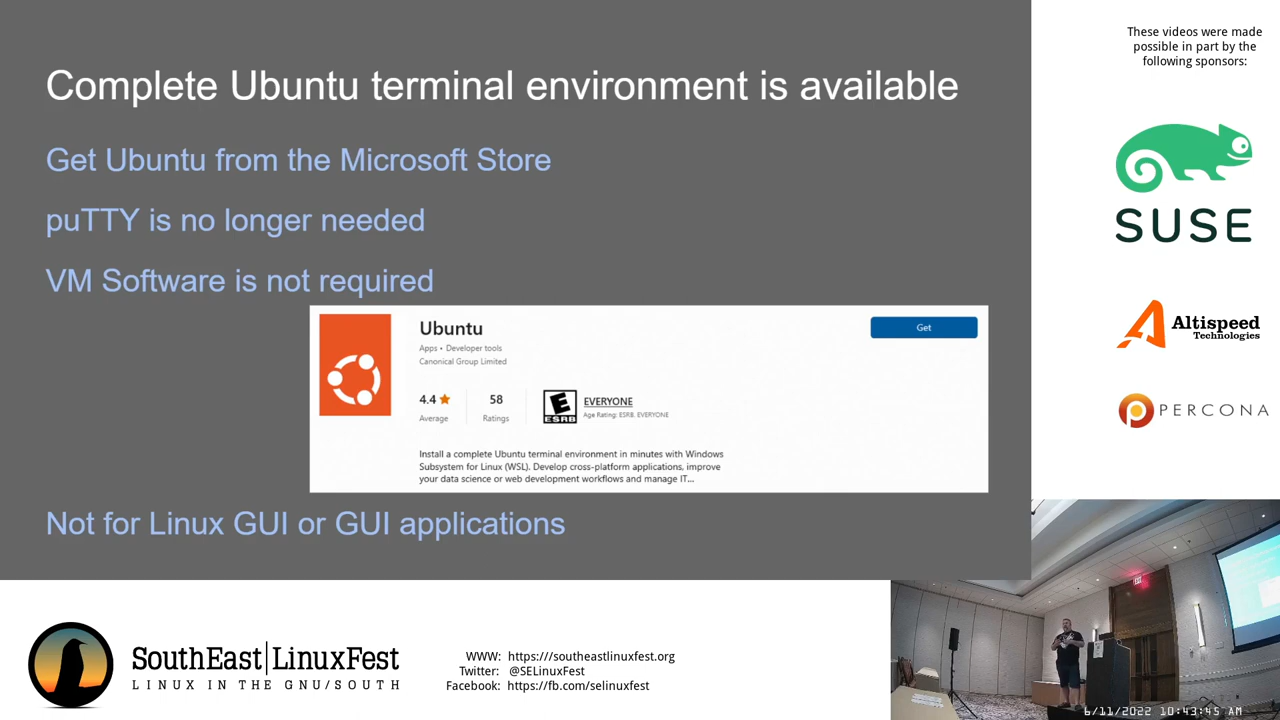 Complete Ubuntu terminal environment is available
Get Ubuntu from the Microsoft Store
puTTY is no longer needed
VM Software is not required
Ubuntu
Get
Apps • Developer tools
Canonical Group Limited
4.4 ★
58
E
EVERYONE
Average
Ratings
ESRB
Age Rating: ESRB. EVERYONE
Install a complete Ubuntu terminal environment in minutes with Windows
Subsystem for Linux (WSL). Develop cross-platform applications, improve
your data science or web development workflows and manage IT...
Not for Linux GUI or GUI applications
These videos were made
possible in part by the
following sponsors:
SUSE
Altispeed
Technologies
PERCONA
SouthEast|LinuxFest
LINUX IN THE GNU/SOUTH
WWW: https:///southeastlinuxfest.org
Twitter: @SELinuxFest
Facebook: https://fb.com/selinuxfest
6/11/2022 10:43:45 AM